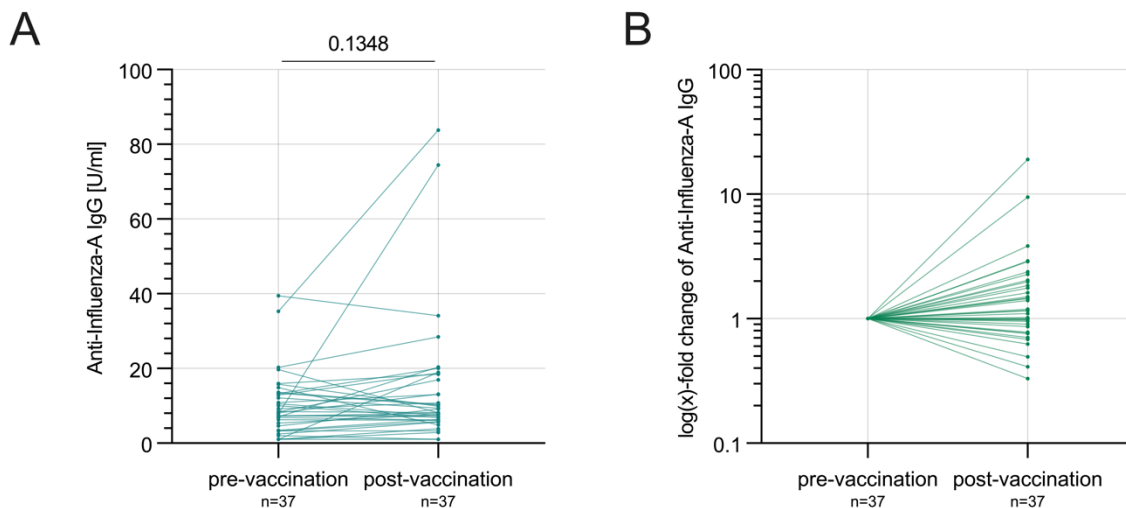 A
0.1348
Anti-Influenza-A IgG [U/ml]
100
80
60
40
20
0
pre-vaccination
n=37
post-vaccination
n=37
B
log(x)-fold change of Anti-Influenza-A IgG
100
10
1
0.1
pre-vaccination
n=37
post-vaccination
n=37